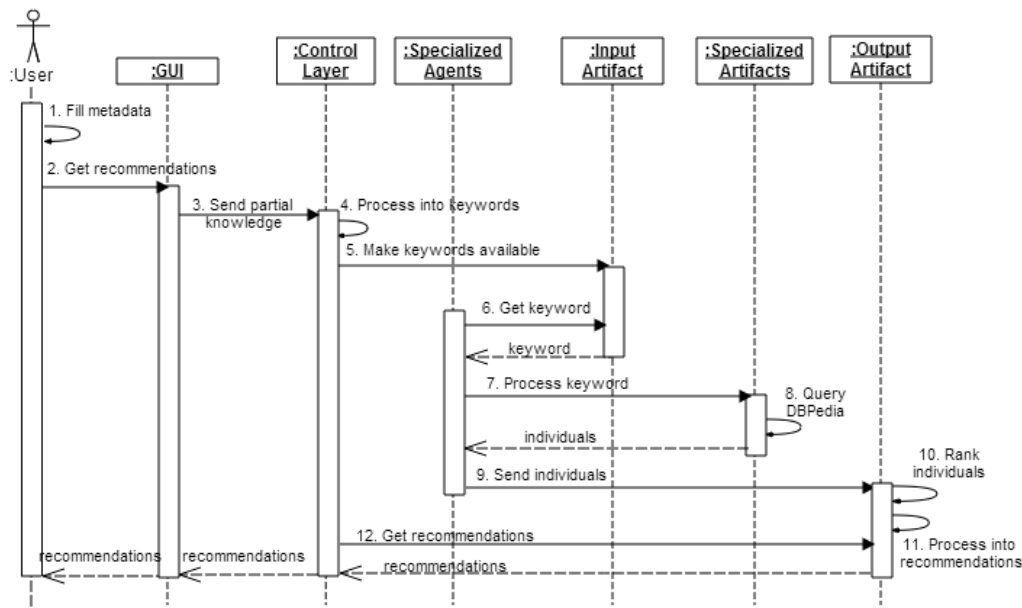 :User
:GUI
:Control
Layer
:Specialized
Agents
:Input
Artifact
:Specialized
Artifacts
:Output
Artifact
1. Fill metadata
2. Get recommendations
3. Send partial
knowledge
4. Process into keywords
5. Make keywords available
6. Get keyword
keyword
7. Process keyword
8. Query
DBPedia
individuals
9. Send individuals
10. Rank
individuals
11. Process into
recommendations
12. Get recommendations
recommendations
recommendations
recommendations